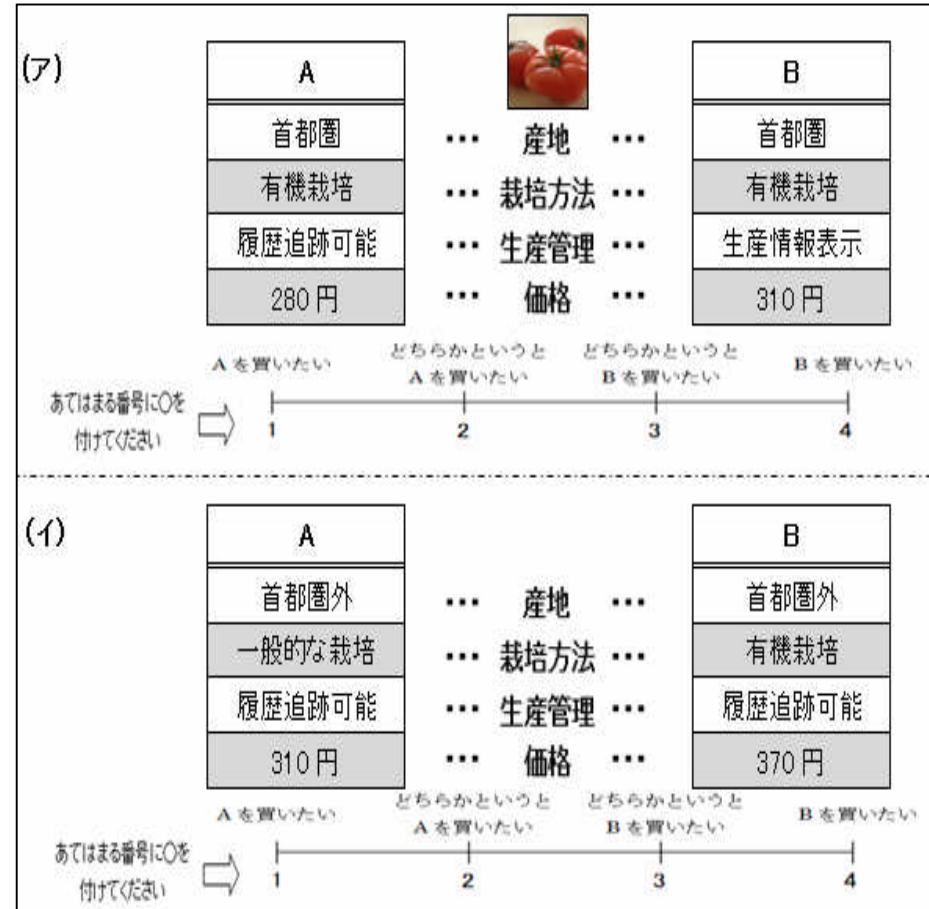 (ア)
A
B
首都圏 … 産地 … 首都圏
有機栽培 … 栽培方法 … 有機栽培
履歴追跡可能 … 生産管理 … 生産情報表示
280円 … 価格 … 310円
Aを買いたい
どちらかというと
Aを買いたい
どちらかというと
Bを買いたい
Bを買いたい
あてはまる番号に○を
付けてください
1 2 3 4
(イ)
A
B
首都圏外 … 産地 … 首都圏外
一般的な栽培 … 栽培方法 … 有機栽培
履歴追跡可能 … 生産管理 … 履歴追跡可能
310円 … 価格 … 370円
Aを買いたい
どちらかというと
Aを買いたい
どちらかというと
Bを買いたい
Bを買いたい
あてはまる番号に○を
付けてください
1 2 3 4